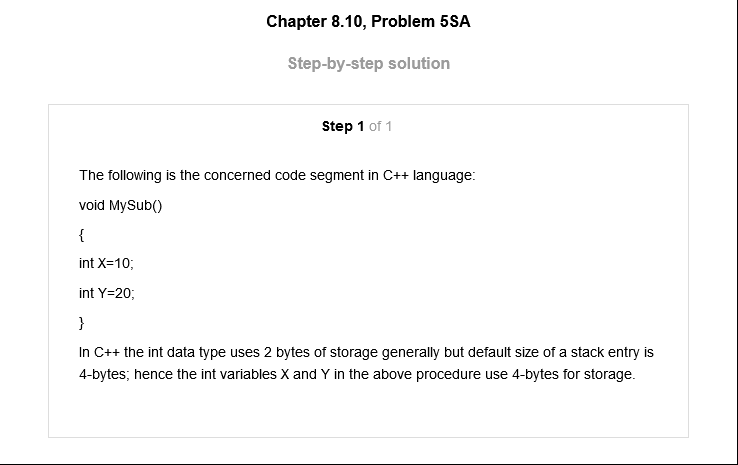 Chapter 8.10, Problem 5SA
Step-by-step solution
Step 1 of 1
The following is the concerned code segment in C++ language:
void MySub()
{
int X=10;
int Y=20;
}
In C++ the int data type uses 2 bytes of storage generally but default size of a stack entry is
4-bytes; hence the int variables X and Y in the above procedure use 4-bytes for storage.